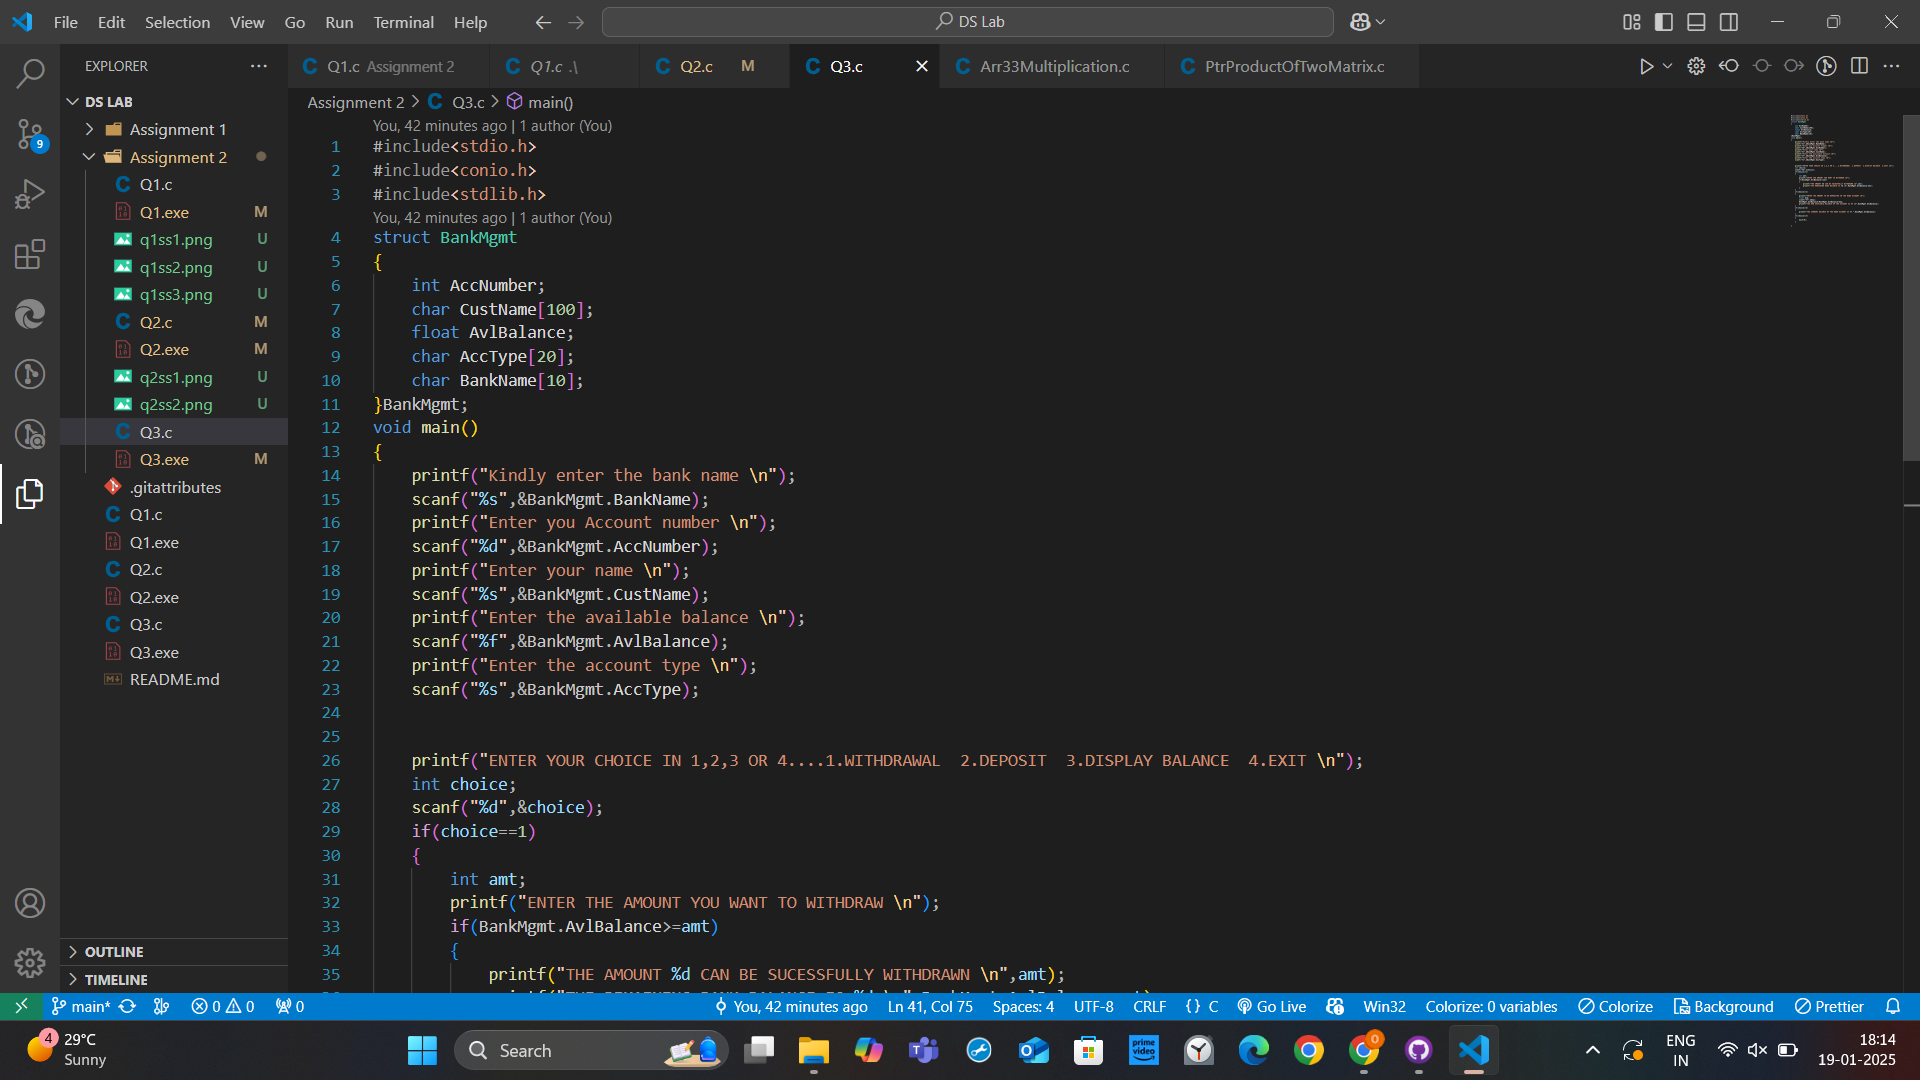 File Edit Selection View Go Run Terminal Help
DS Lab
EXPLORER
Q1.c Assignment 2
Q1.c .\
Q2.c M
Q3.c
Arr33Multiplication.c
PtrProductOfTwoMatrix.c
Assignment 2 > Q3.c > main()
DS LAB
Assignment 1
Assignment 2
Q1.c
Q1.exe M
q1ss1.png U
q1ss2.png U
q1ss3.png U
Q2.c M
Q2.exe M
q2ss1.png U
q2ss2.png U
Q3.c
Q3.exe M
.gitattributes
Q1.c
Q1.exe
Q2.c
Q2.exe
Q3.c
Q3.exe
README.md
OUTLINE
TIMELINE
9
You, 42 minutes ago | 1 author (You)
1 #include<stdio.h>
2 #include<conio.h>
3 #include<stdlib.h>
You, 42 minutes ago | 1 author (You)
4 struct BankMgmt
5 {
6 int AccNumber;
7 char CustName[100];
8 float AvlBalance;
9 char AccType[20];
10 char BankName[10];
11 }BankMgmt;
12 void main()
13 {
14 printf("Kindly enter the bank name \n");
15 scanf("%s",&BankMgmt.BankName);
16 printf("Enter you Account number \n");
17 scanf("%d",&BankMgmt.AccNumber);
18 printf("Enter your name \n");
19 scanf("%s",&BankMgmt.CustName);
20 printf("Enter the available balance \n");
21 scanf("%f",&BankMgmt.AvlBalance);
22 printf("Enter the account type \n");
23 scanf("%s",&BankMgmt.AccType);
24
25
26 printf("ENTER YOUR CHOICE IN 1,2,3 OR 4....1.WITHDRAWAL  2.DEPOSIT  3.DISPLAY BALANCE  4.EXIT \n");
27 int choice;
28 scanf("%d",&choice);
29 if(choice==1)
30 {
31 int amt;
32 printf("ENTER THE AMOUNT YOU WANT TO WITHDRAW \n");
33 if(BankMgmt.AvlBalance>=amt)
34 {
35 printf("THE AMOUNT %d CAN BE SUCESSFULLY WITHDRAWN \n",amt);
main* 0 0 0 You, 42 minutes ago Ln 41, Col 75 Spaces: 4 UTF-8 CRLF {} C Go Live Win32 Colorize: 0 variables Colorize Background Prettier
4
29°C
Sunny
Search
prime video
0
ENG
IN
18:14
19-01-2025